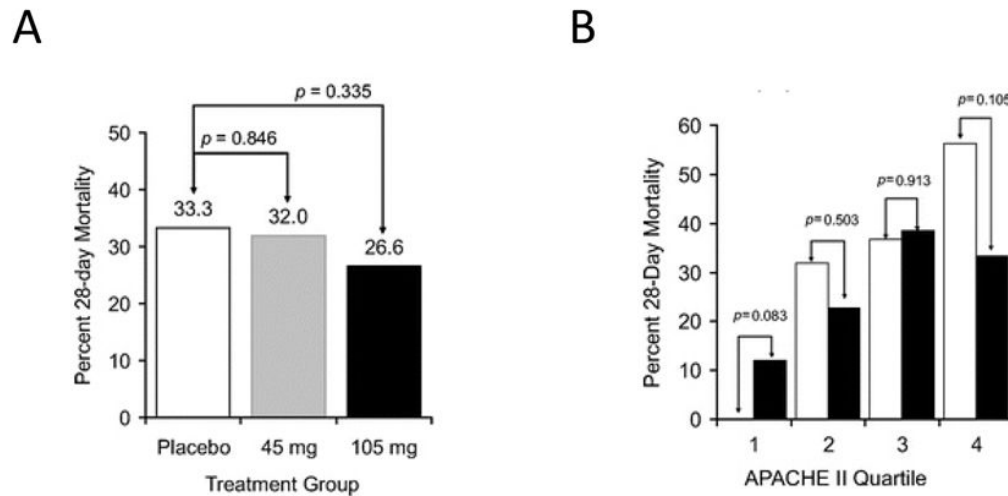 A
p = 0.335
p = 0.846
50
40
30
20
10
0
33.3
32.0
26.6
Percent 28-day Mortality
Placebo 45 mg 105 mg
Treatment Group
B
p=0.105
p=0.913
p=0.503
p=0.083
60
50
40
30
20
10
0
Percent 28-Day Mortality
1 2 3 4
APACHE II Quartile